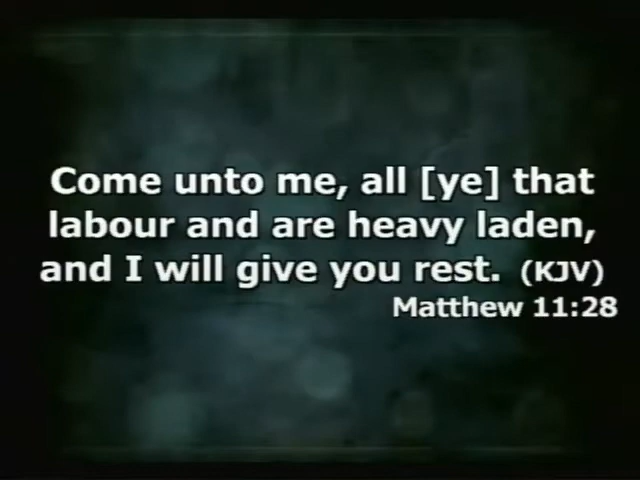 Come unto me, all [ye] that
labour and are heavy laden,
and I will give you rest. (KJV)
Matthew 11:28